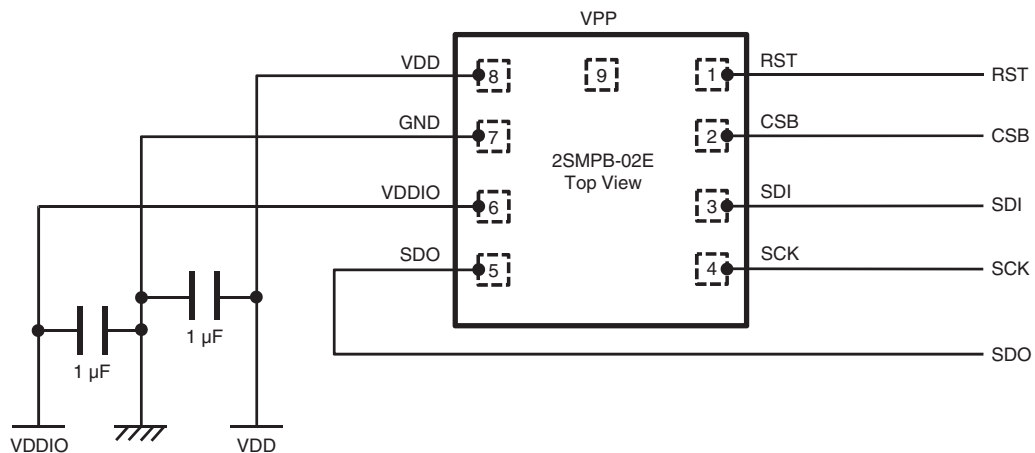 VPP
VDD 8 9 1 RST RST
GND 7 2 CSB CSB
2SMPB-02E
Top View
VDDIO 6 3 SDI SDI
SDO 5 4 SCK SCK
1 μF
1 μF
SDO
VDDIO VDD